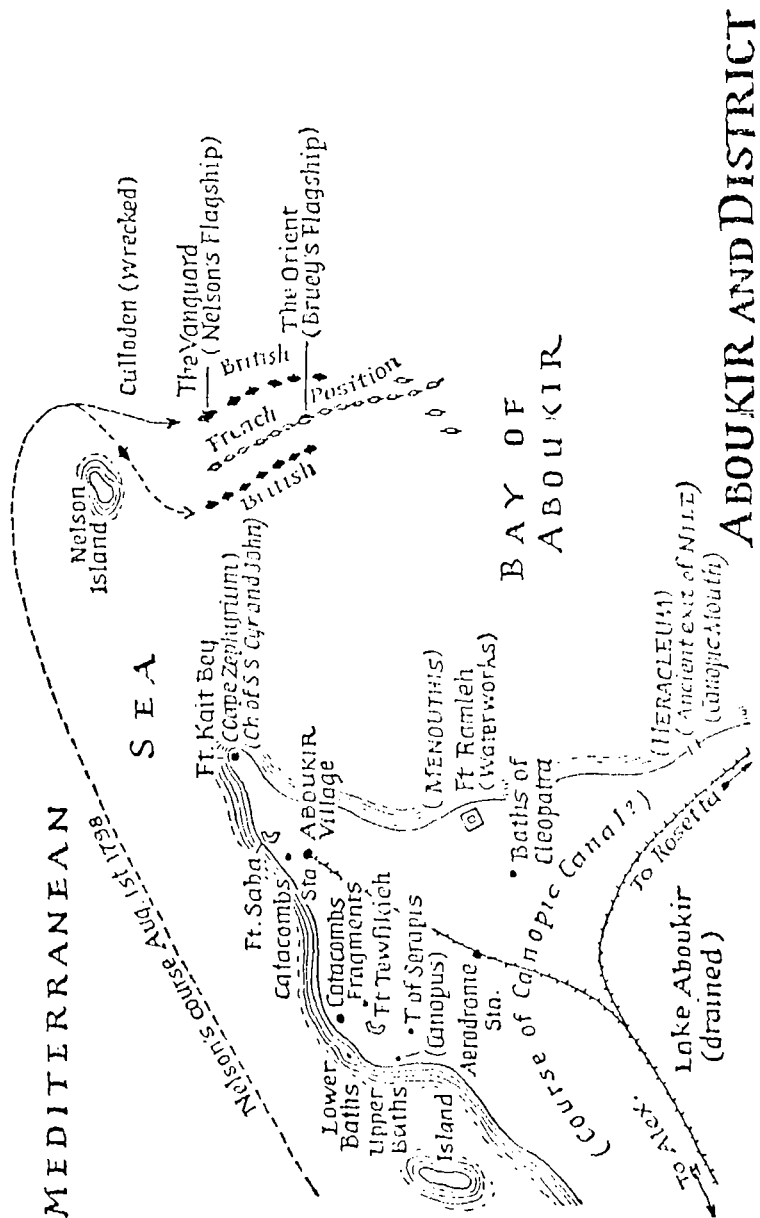 MEDITERRANEAN
SEA
Nelson's course Aug. 1st 1798
Nelson
Island
Culloden (wrecked)
The Vanguard
(Nelson's Flagship)
British
French Position
British
The Orient
(Bruey's Flagship)
BAY OF
ABOUKIR
Ft. Kait Bey
(Cape Zephyrium)
(Ch of S S Cyr and John)
Ft. Saba
Catacombs
Sta
ABOUKIR
Village
Catacombs
Fragments
Ft Tewfikieh
T of Serapis
(Canopus)
Lower
Baths
Upper
Baths
Island
Aerodrome
Sta.
(MENOUTHIS)
Ft Ramleh
(Waterworks)
Baths of
Cleopatra
(HERACLEUM)
(Ancient exit of NILE)
(Canopic Mouth)
(Course of Canopic Canal?)
To Rosetta
Lake Aboukir
(drained)
To Alex.
ABOUKIR AND DISTRICT